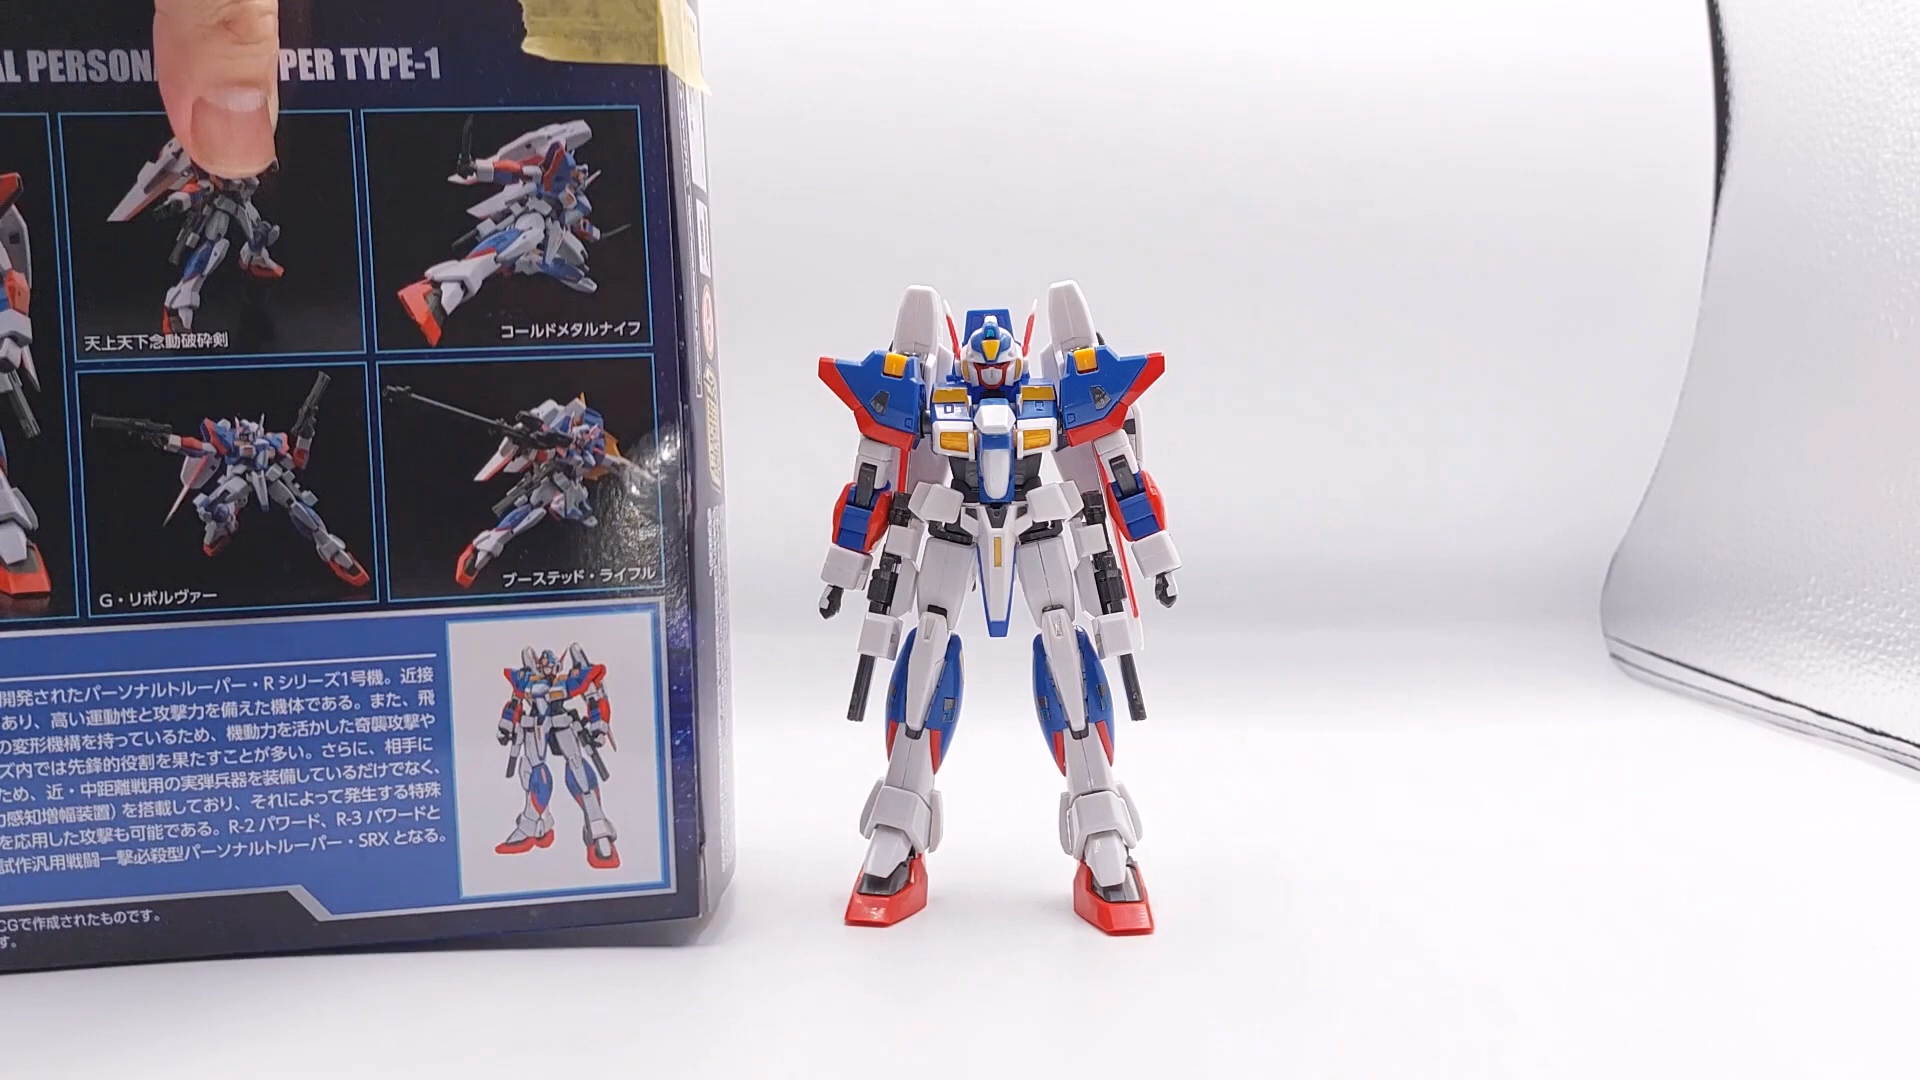 AL PERSONA PER TYPE-1
天上天下念動破砕剣
コールドメタルナイフ
G・リボルヴァー
ブーステッド・ライフル
開発されたパーソナルトルーパー・Rシリーズ1号機。近接
あり、高い運動性と攻撃力を備えた機体である。また、飛
の変形機構を持っているため、機動力を活かした奇襲攻撃や
ズ内では先鋒的役割を果たすことが多い。さらに、相手に
ため、近・中距離戦用の実弾兵器を装備しているだけでなく、
力感知増幅装置）を搭載しており、それによって発生する特殊
を応用した攻撃も可能である。R-2 パワード、R-3 パワードと
試作汎用戦闘一撃必殺型パーソナルトルーパー・SRX となる。
CGで作成されたものです。
す。